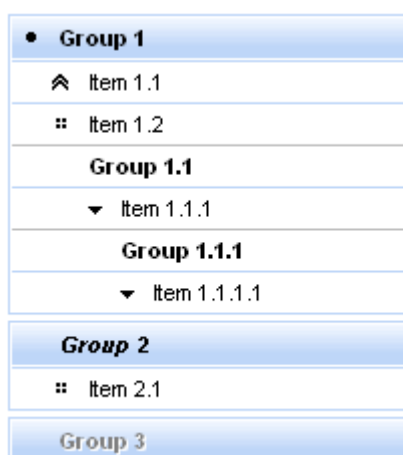 Group 1
Item 1.1
Item 1.2
Group 1.1
Item 1.1.1
Group 1.1.1
Item 1.1.1.1
Group 2
Item 2.1
Group 3